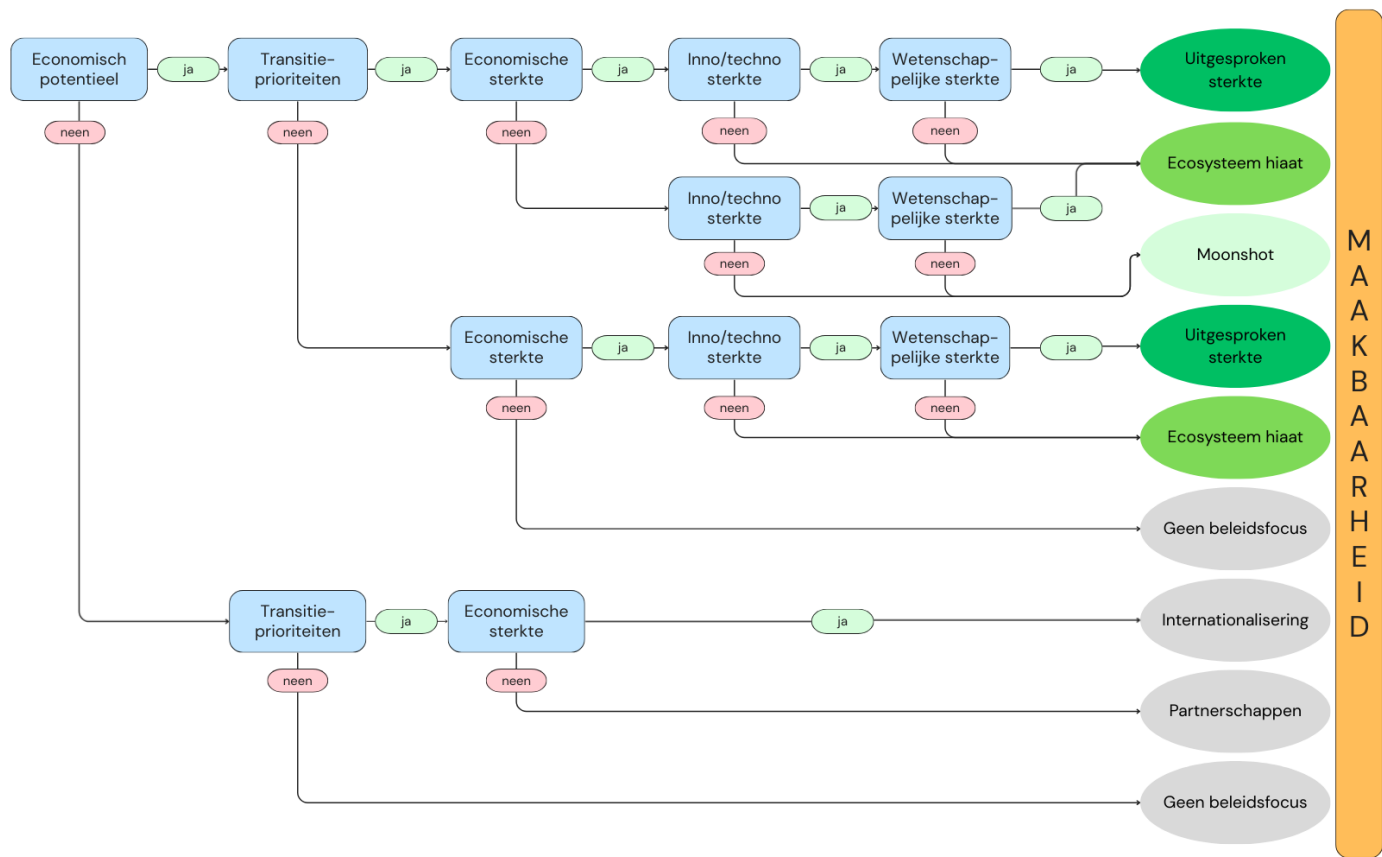 Economisch
potentieel
ja
Transitie-
prioriteiten
ja
Economische
sterkte
ja
Inno/techno
sterkte
ja
Wetenschap-
pelijke sterkte
ja
Uitgesproken
sterkte
neen
neen
neen
neen
neen
Ecosysteem hiaat
Inno/techno
sterkte
ja
Wetenschap-
pelijke sterkte
ja
neen
neen
Moonshot
Economische
sterkte
ja
Inno/techno
sterkte
ja
Wetenschap-
pelijke sterkte
ja
Uitgesproken
sterkte
neen
neen
neen
Ecosysteem hiaat
Geen beleidsfocus
Transitie-
prioriteiten
ja
Economische
sterkte
ja
Internationalisering
neen
neen
Partnerschappen
Geen beleidsfocus
MAAKBAARHEID